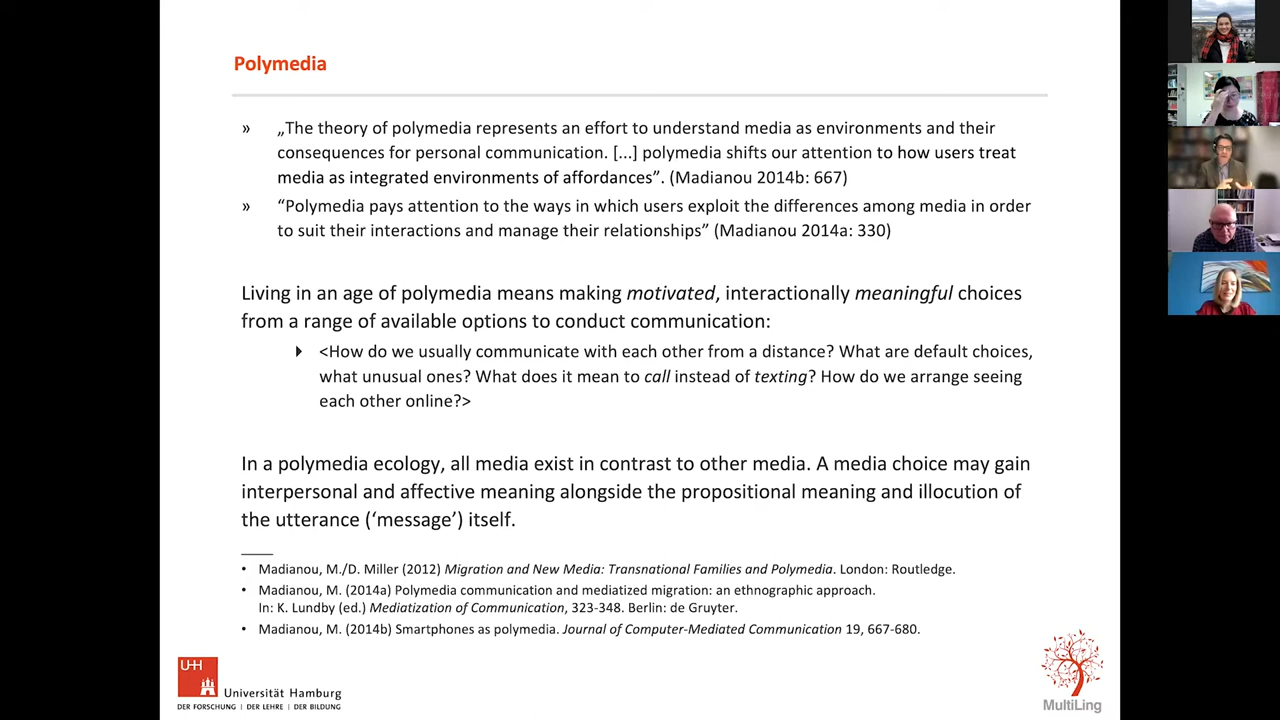 Polymedia
» „The theory of polymedia represents an effort to understand media as environments and their
consequences for personal communication. [...] polymedia shifts our attention to how users treat
media as integrated environments of affordances”. (Madianou 2014b: 667)
» “Polymedia pays attention to the ways in which users exploit the differences among media in order
to suit their interactions and manage their relationships” (Madianou 2014a: 330)
Living in an age of polymedia means making motivated, interactionally meaningful choices
from a range of available options to conduct communication:
<How do we usually communicate with each other from a distance? What are default choices,
what unusual ones? What does it mean to call instead of texting? How do we arrange seeing
each other online?>
In a polymedia ecology, all media exist in contrast to other media. A media choice may gain
interpersonal and affective meaning alongside the propositional meaning and illocution of
the utterance (‘message’) itself.
• Madianou, M./D. Miller (2012) Migration and New Media: Transnational Families and Polymedia. London: Routledge.
• Madianou, M. (2014a) Polymedia communication and mediatized migration: an ethnographic approach.
In: K. Lundby (ed.) Mediatization of Communication, 323-348. Berlin: de Gruyter.
• Madianou, M. (2014b) Smartphones as polymedia. Journal of Computer-Mediated Communication 19, 667-680.
UH
Universität Hamburg
DER FORSCHUNG | DER LEHRE | DER BILDUNG
MultiLing